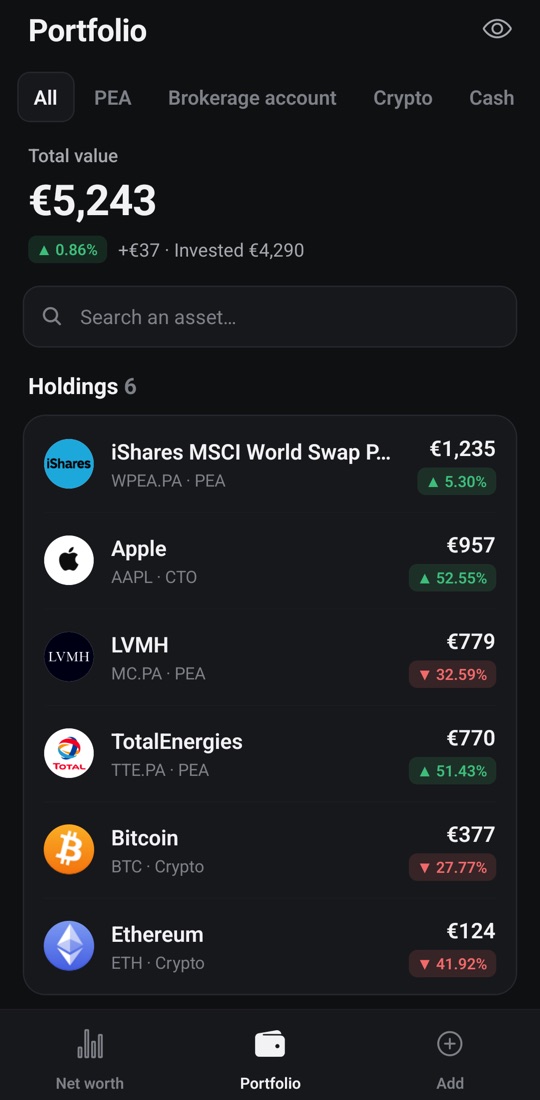 Portfolio
All PEA Brokerage account Crypto Cash
Total value
€5,243
▲ 0.86% +€37 · Invested €4,290
Search an asset...
Holdings 6
iShares iShares MSCI World Swap P... €1,235
WPEA.PA · PEA ▲ 5.30%
Apple €957
AAPL · CTO ▲ 52.55%
LVMH LVMH €779
MC.PA · PEA ▼ 32.59%
TotalEnergies €770
TOTAL TTE.PA · PEA ▲ 51.43%
Bitcoin €377
BTC · Crypto ▼ 27.77%
Ethereum €124
ETH · Crypto ▼ 41.92%
Net worth Portfolio Add